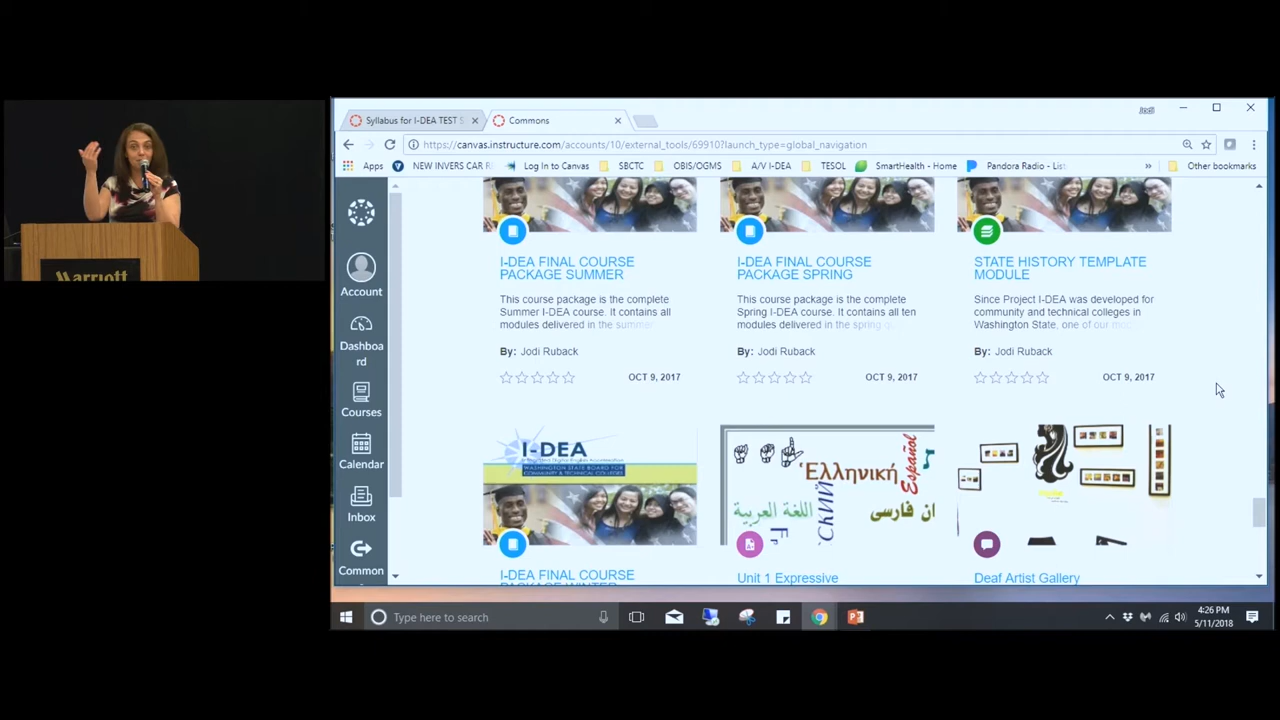 Marriott
Syllabus for I-DEA TEST S
Commons
https://canvas.instructure.com/accounts/10/external_tools/69910?launch_type=global_navigation
Apps
NEW INVERS CAR RE
Log In to Canvas
SBCTC
OBIS/OGMS
A/V I-DEA
TESOL
SmartHealth - Home
Pandora Radio - List
»
Other bookmarks
Account
Dashboa
rd
Courses
Calendar
Inbox
Common
I-DEA FINAL COURSE
PACKAGE SUMMER
This course package is the complete
Summer I-DEA course. It contains all
modules delivered in the summer
By: Jodi Ruback
OCT 9, 2017
I-DEA FINAL COURSE
PACKAGE SPRING
This course package is the complete
Spring I-DEA course. It contains all ten
modules delivered in the spring q
By: Jodi Ruback
OCT 9, 2017
STATE HISTORY TEMPLATE
MODULE
Since Project I-DEA was developed for
community and technical colleges in
Washington State, one of our mod
By: Jodi Ruback
OCT 9, 2017
I-DEA
WASHINGTON STATE BOARD FOR
COMMUNITY & TECHNICAL COLLEGES
I-DEA FINAL COURSE
PACKAGE WINTER
Ελληνική
Español
اللغة العربية
ان فارسی
Unit 1 Expressive
Deaf Artist Gallery
Type here to search
4:26 PM
5/11/2018